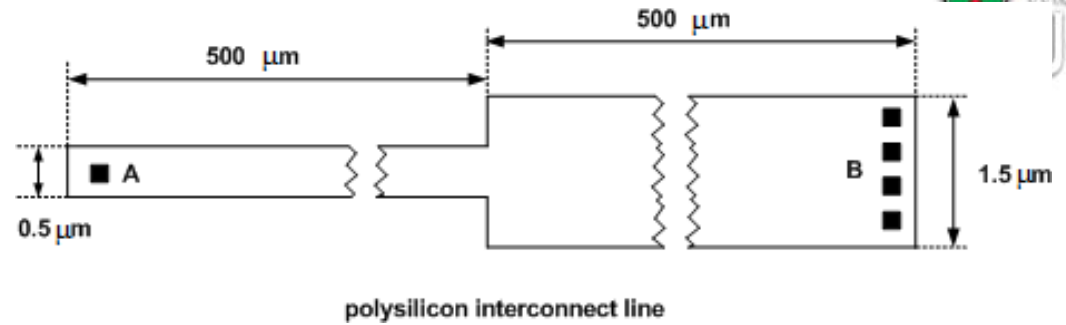 500 μm
500 μm
A
B
1.5 μm
0.5 μm
polysilicon interconnect line